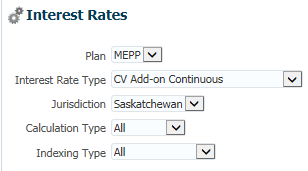 Interest Rates
Plan MEPP
Interest Rate Type CV Add-on Continuous
Jurisdiction Saskatchewan
Calculation Type All
Indexing Type All